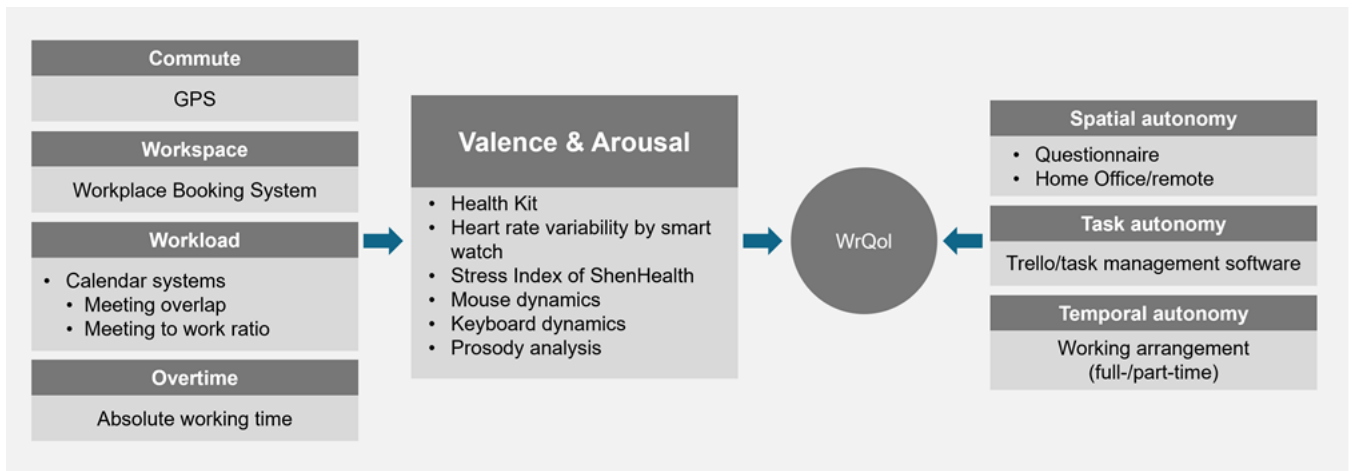 Commute
GPS
Workspace
Workplace Booking System
Workload
• Calendar systems
• Meeting overlap
• Meeting to work ratio
Overtime
Absolute working time
Valence & Arousal
• Health Kit
• Heart rate variability by smart
watch
• Stress Index of ShenHealth
• Mouse dynamics
• Keyboard dynamics
• Prosody analysis
WrQol
Spatial autonomy
• Questionnaire
• Home Office/remote
Task autonomy
Trello/task management software
Temporal autonomy
Working arrangement
(full-/part-time)